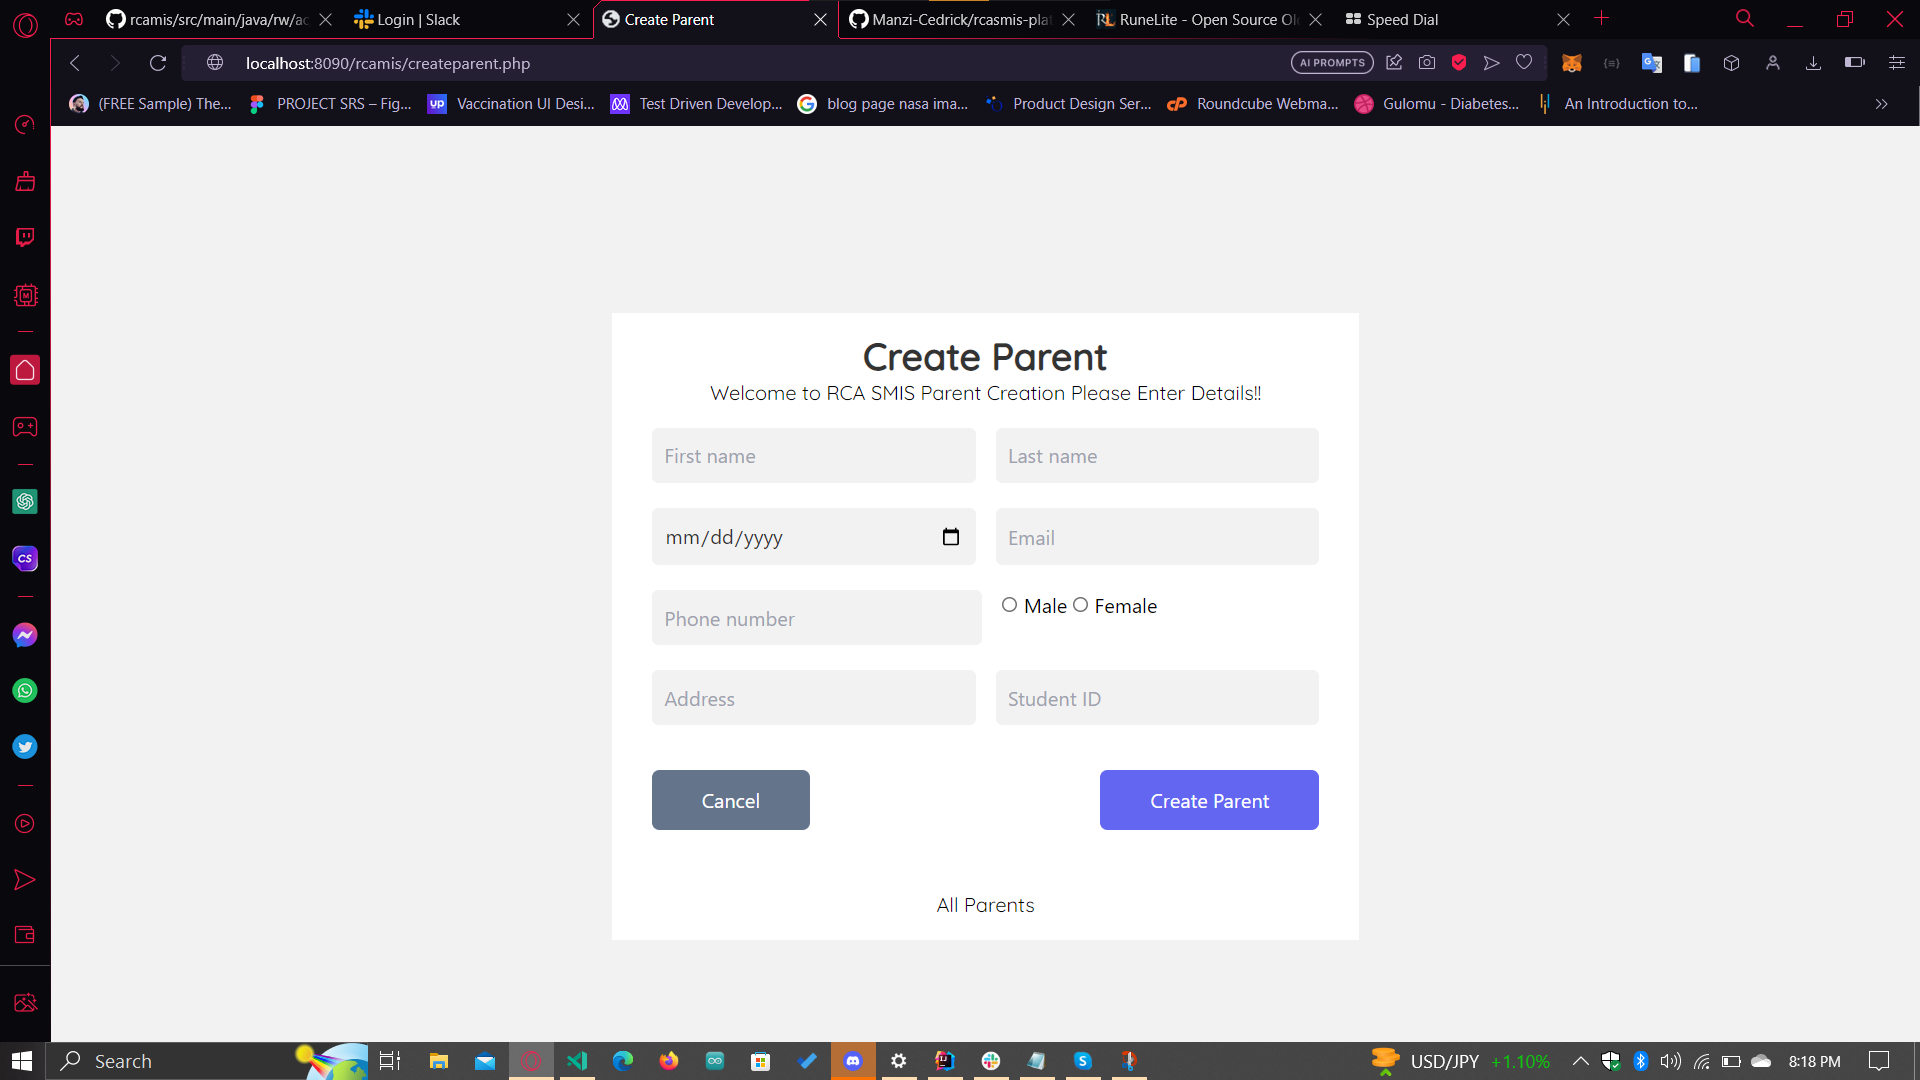 rcamis/src/main/java/rw/ac
Login | Slack
Create Parent
Manzi-Cedrick/rcasmis-plat
RuneLite - Open Source Ol
Speed Dial
localhost:8090/rcamis/createparent.php
AI PROMPTS
(FREE Sample) The...
PROJECT SRS – Fig...
up Vaccination UI Desi...
Test Driven Develop...
blog page nasa ima...
Product Design Ser...
Roundcube Webma...
Gulomu - Diabetes...
An Introduction to...
Create Parent
Welcome to RCA SMIS Parent Creation Please Enter Details!!
First name
Last name
mm/dd/yyyy
Email
Phone number
Male
Female
Address
Student ID
Cancel
Create Parent
All Parents
CS
Search
USD/JPY +1.10%
8:18 PM